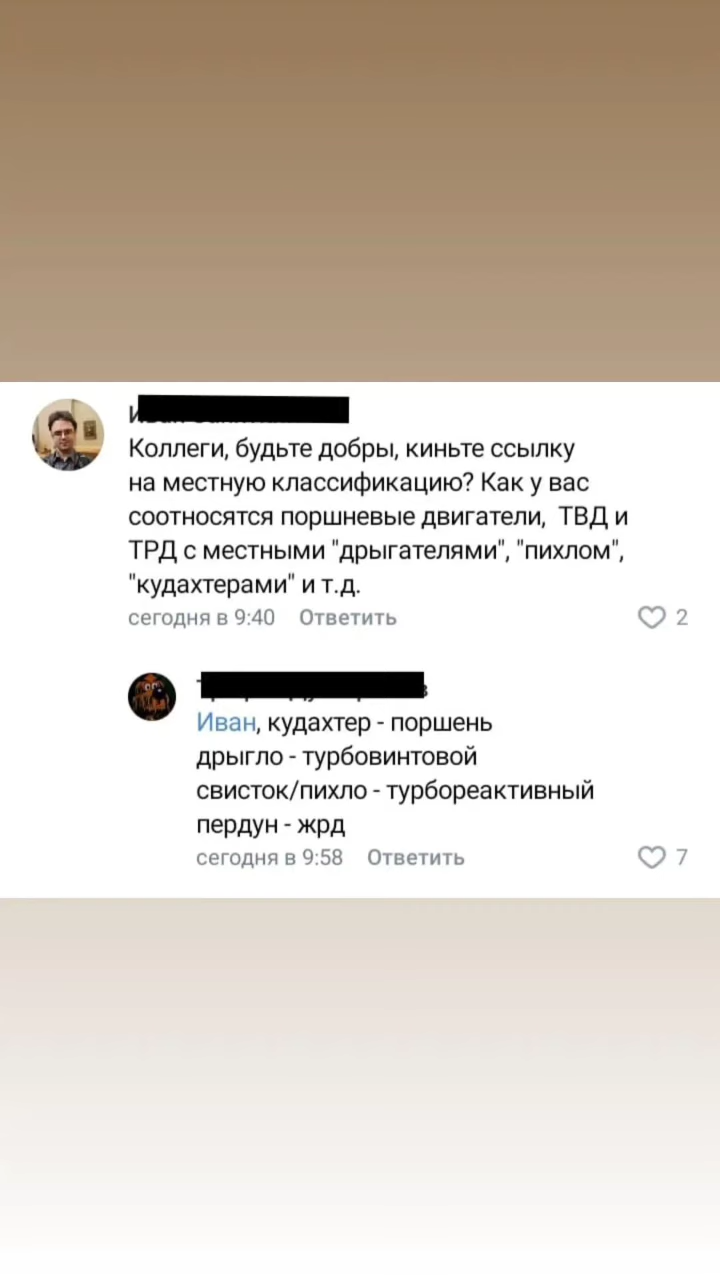 Коллеги, будьте добры, киньте ссылку
на местную классификацию? Как у вас
соотносятся поршневые двигатели, ТВД и
ТРД с местными "дрыгателями", "пихлом",
"кудахтерами" и т.д.
сегодня в 9:40 Ответить 2
Иван, кудахтер - поршень
дрыгло - турбовинтовой
свисток/пихло - турбореактивный
пердун - жрд
сегодня в 9:58 Ответить 7